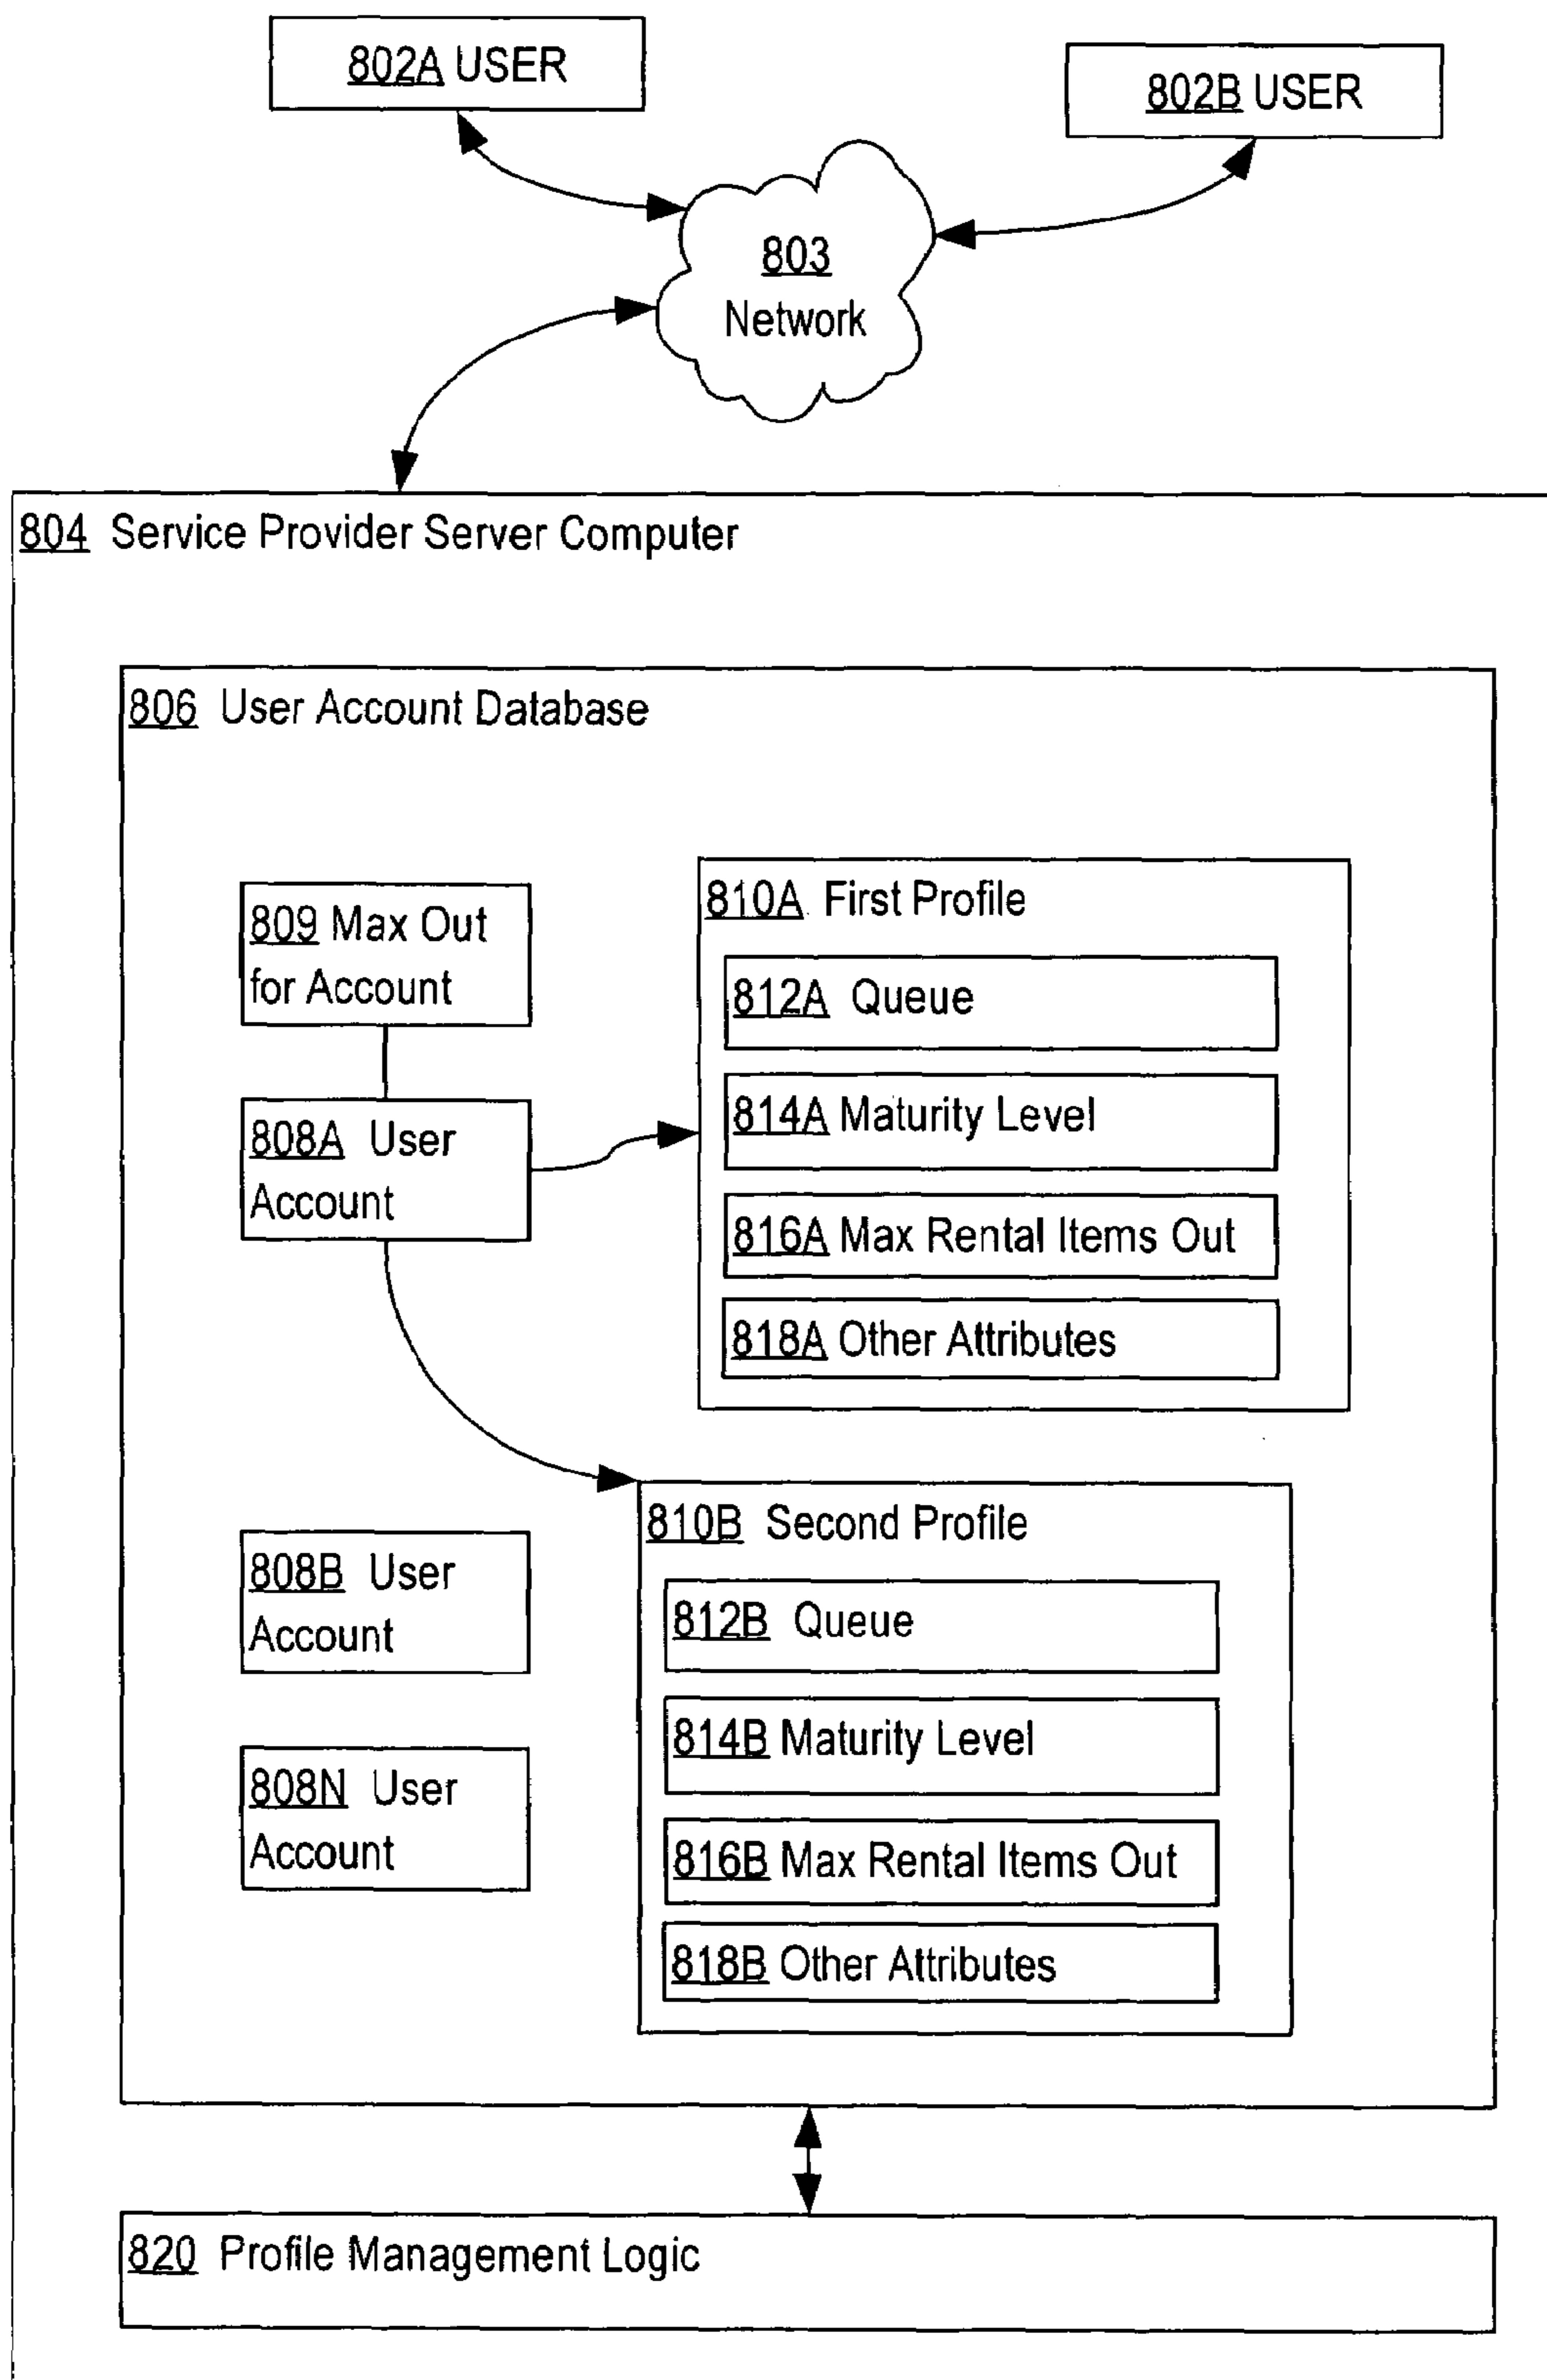 802A USER
802B USER
803
Network
804 Service Provider Server Computer
806 User Account Database
809 Max Out
for Account
808A User
Account
810A First Profile
812A Queue
814A Maturity Level
816A Max Rental Items Out
818A Other Attributes
810B Second Profile
812B Queue
814B Maturity Level
816B Max Rental Items Out
818B Other Attributes
808B User
Account
808N User
Account
820 Profile Management Logic